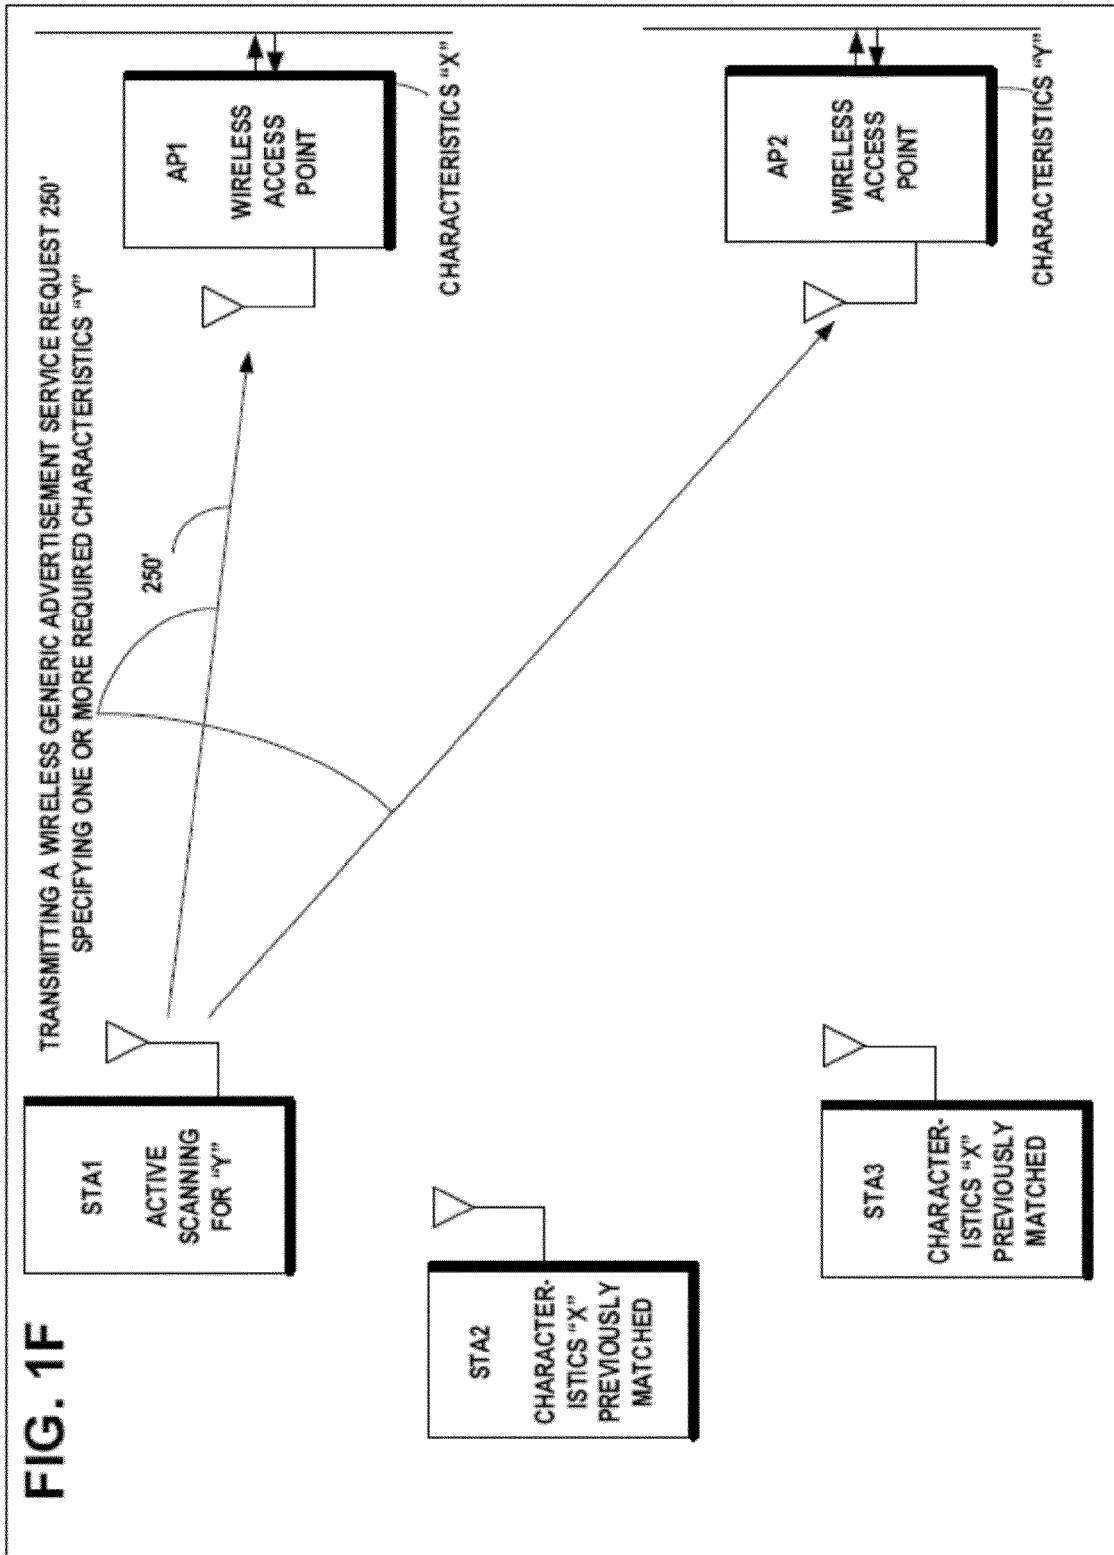 FIG. 1F
TRANSMITTING A WIRELESS GENERIC ADVERTISEMENT SERVICE REQUEST 250'
SPECIFYING ONE OR MORE REQUIRED CHARACTERISTICS "Y"
STA1
ACTIVE
SCANNING
FOR "Y"
250'
AP1
WIRELESS
ACCESS
POINT
CHARACTERISTICS "X"
STA2
CHARACTER-
ISTICS "X"
PREVIOUSLY
MATCHED
STA3
CHARACTER-
ISTICS "X"
PREVIOUSLY
MATCHED
AP2
WIRELESS
ACCESS
POINT
CHARACTERISTICS "Y"